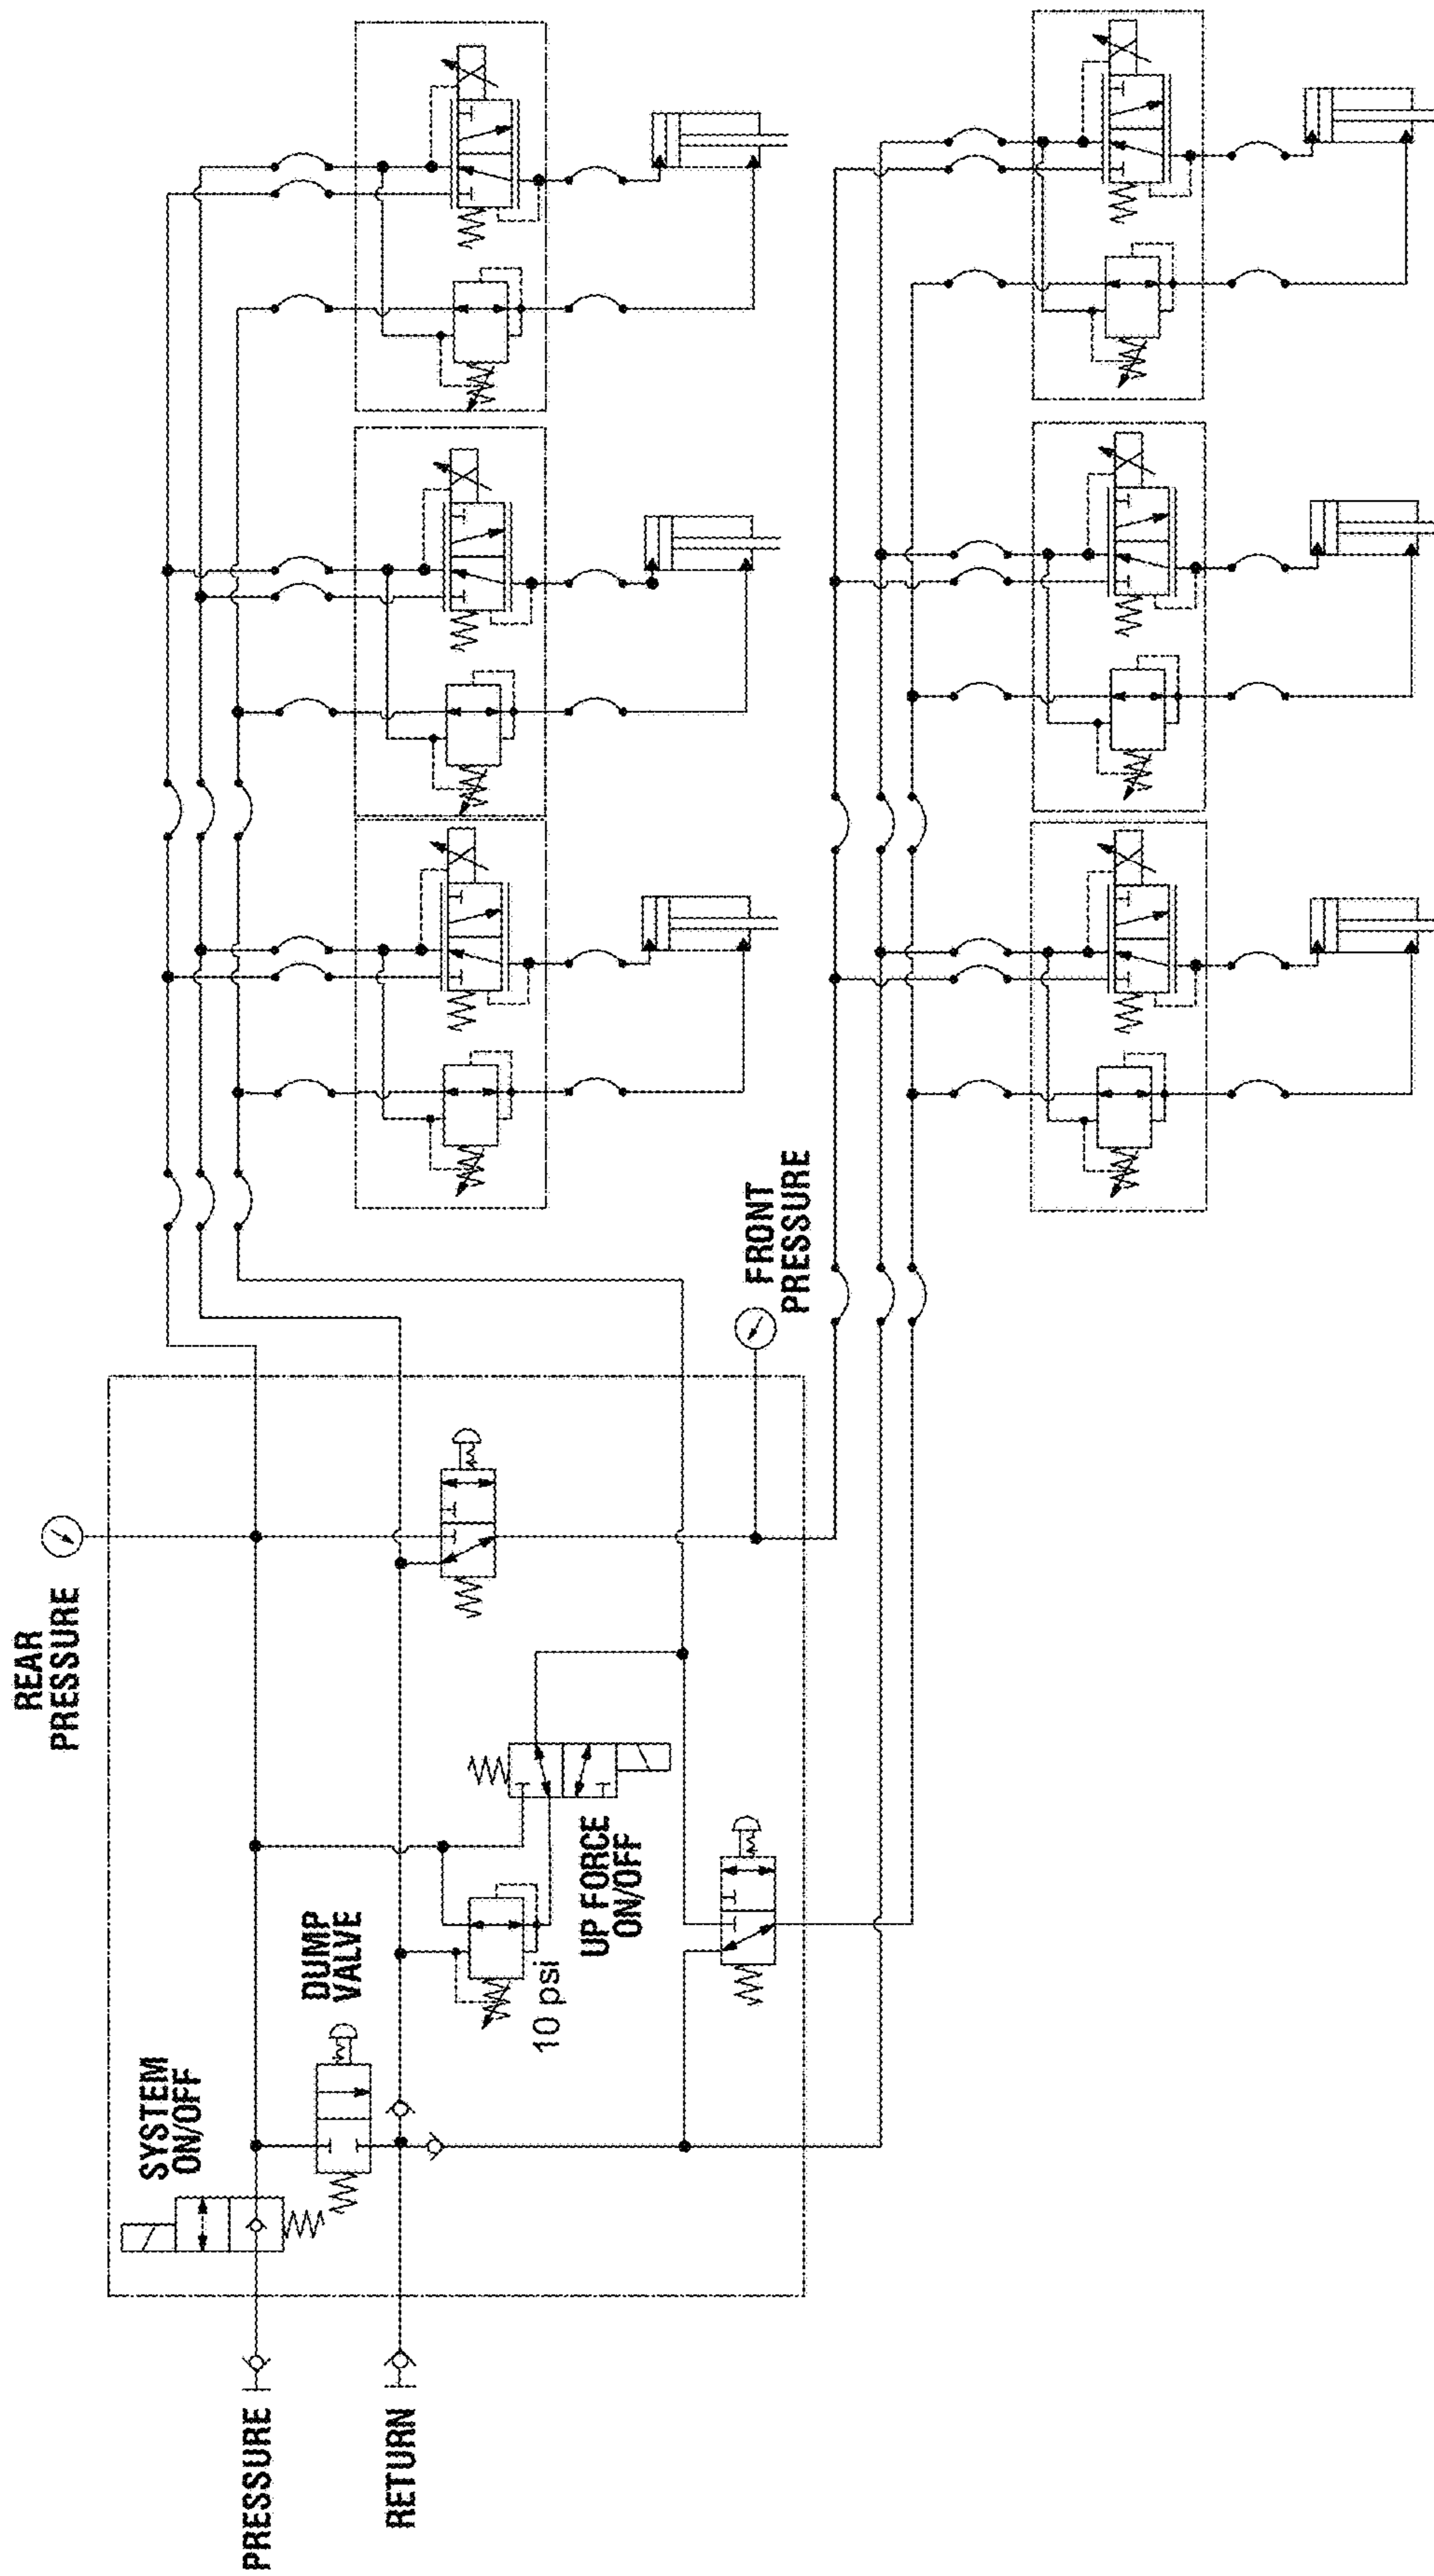 REAR
PRESSURE
FRONT
PRESSURE
SYSTEM
ON/OFF
DUMP
VALVE
UP FORCE
ON/OFF
10 psi
PRESSURE
RETURN